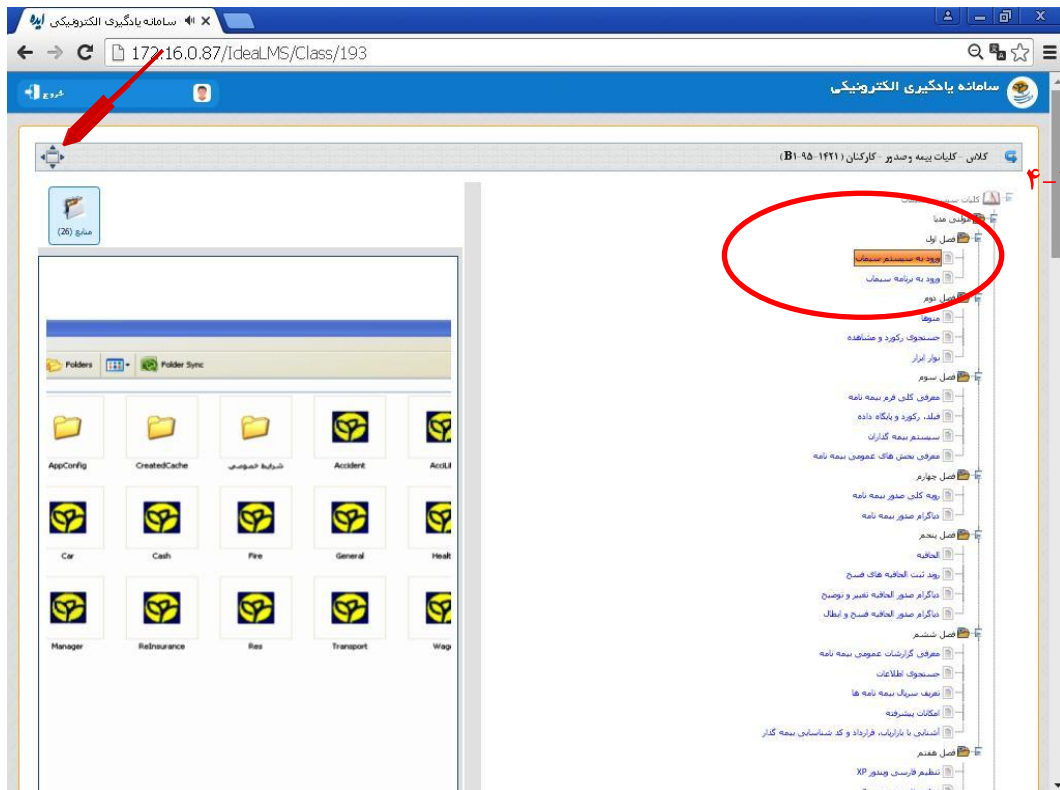 سامانه یادگیری الکترونیکی
172.16.0.87/IdeaLMS/Class/193
سامانه یادگیری الکترونیکی
خروج
کلاس -کلیات بیمه وصدور -کارکنان (B1-۹۵-۱۴۲۱)
۴-
منابع (26)
کلیات
مولتی مدیا
فصل اول
ورود به سیستم سیماب
ورود به برنامه سیماب
فصل دوم
منوها
جستجوی رکورد و مشاهده
نوار ابزار
فصل سوم
معرفی کلی فرم بیمه نامه
فیلد، رکورد و پایگاه داده
سیستم بیمه گذاران
معرفی بخش های عمومی بیمه نامه
فصل چهارم
رویه کلی صدور بیمه نامه
دیاگرام صدور بیمه نامه
فصل پنجم
الحاقیه
روند ثبت الحاقیه های فسخ
دیاگرام صدور الحاقیه تغییر و توضیح
دیاگرام صدور الحاقیه فسخ و ابطال
فصل ششم
معرفی گزارشات عمومی بیمه نامه
جستجوی اطلاعات
تعریف سریال بیمه نامه ها
امکانات پیشرفته
آشنایی با بازاریاب، قرارداد و کد شناسایی بیمه گذار
فصل هفتم
تنظیم فارسی ویندوز XP
Folders Folder Sync
AppConfig CreatedCache شرایط خصوصی Accident
Car Cash Fire General Healt
Manager ReInsurance Res Transport Wag